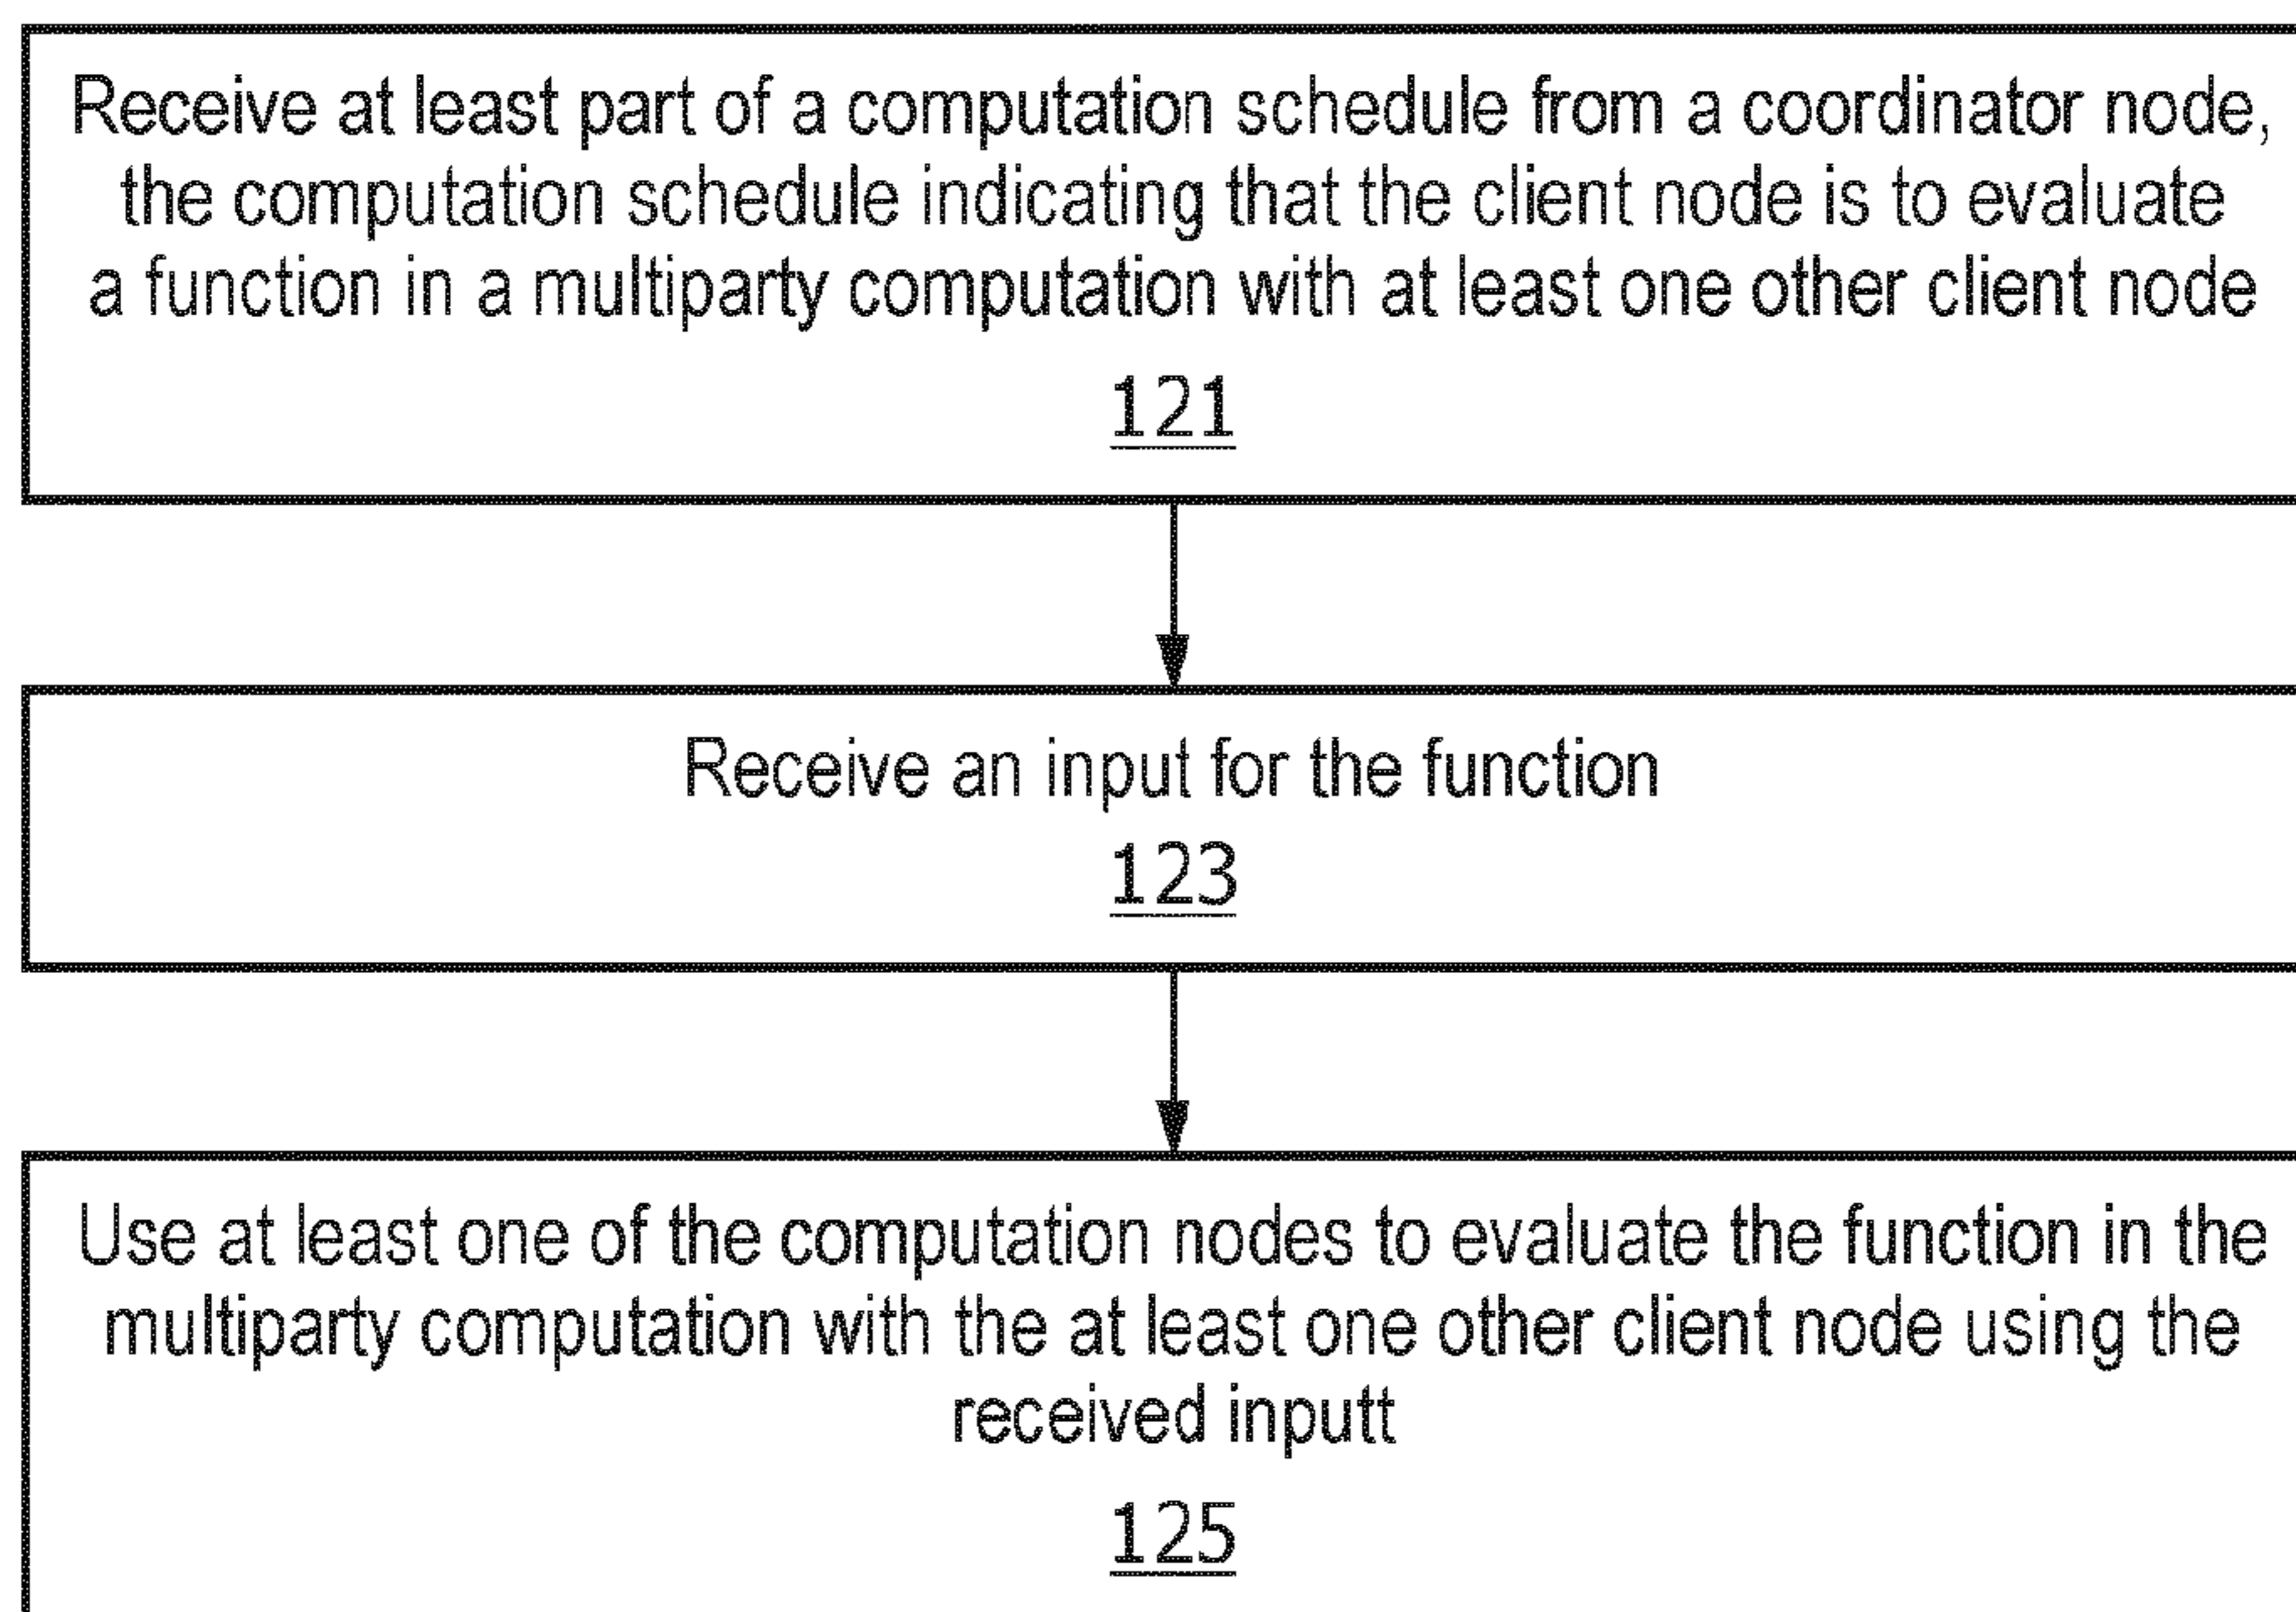 Receive at least part of a computation schedule from a coordinator node,
the computation schedule indicating that the client node is to evaluate
a function in a multiparty computation with at least one other client node
121
Receive an input for the function
123
Use at least one of the computation nodes to evaluate the function in the
multiparty computation with the at least one other client node using the
received inputt
125